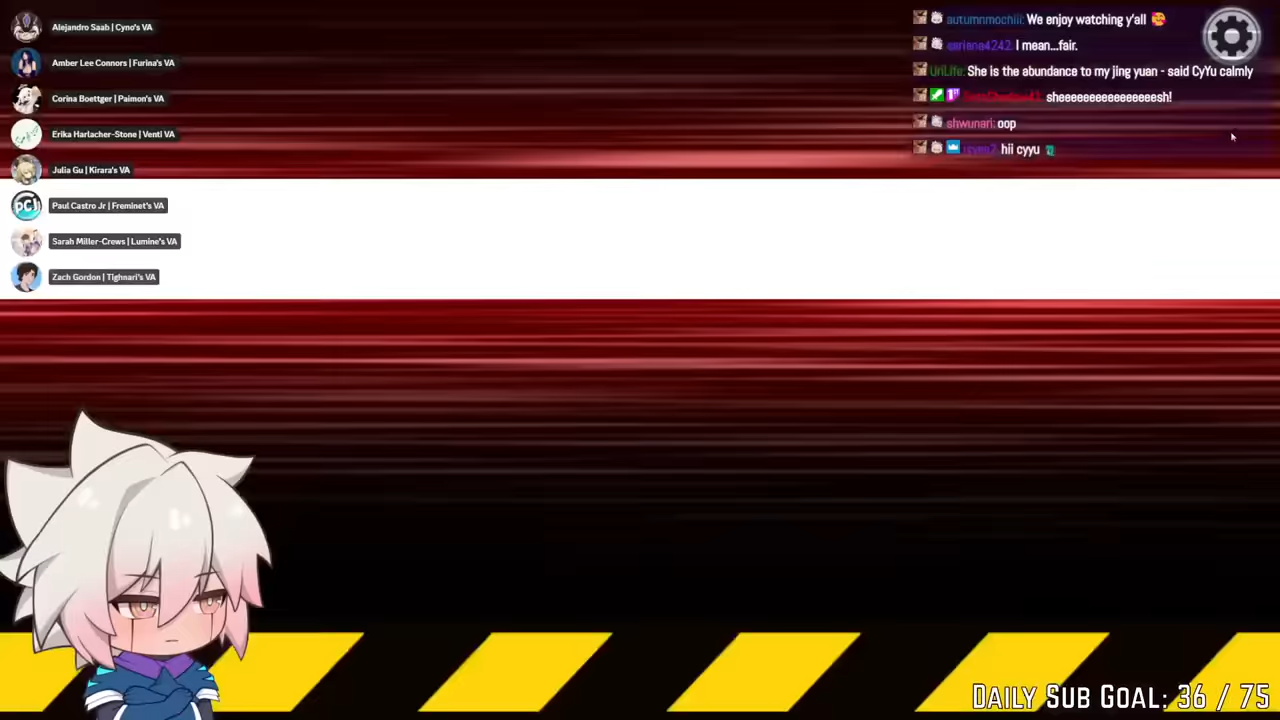 Alejandro Saab | Cyno's VA
Amber Lee Connors | Furina's VA
Corina Boettger | Paimon's VA
Erika Harlacher-Stone | Venti VA
Julia Gu | Kirara's VA
Paul Castro Jr | Freminet's VA
Sarah Miller-Crews | Lumine's VA
Zach Gordon | Tighnari's VA
pCJ
autumnmochiii: We enjoy watching y'all
I mean...fair.
UriLife: She is the abundance to my jing yuan - said CyYu calmly
sheeeeeeeeeeeeeeeesh!
shwunari: oop
hii cyyu
Daily Sub Goal: 36 / 75